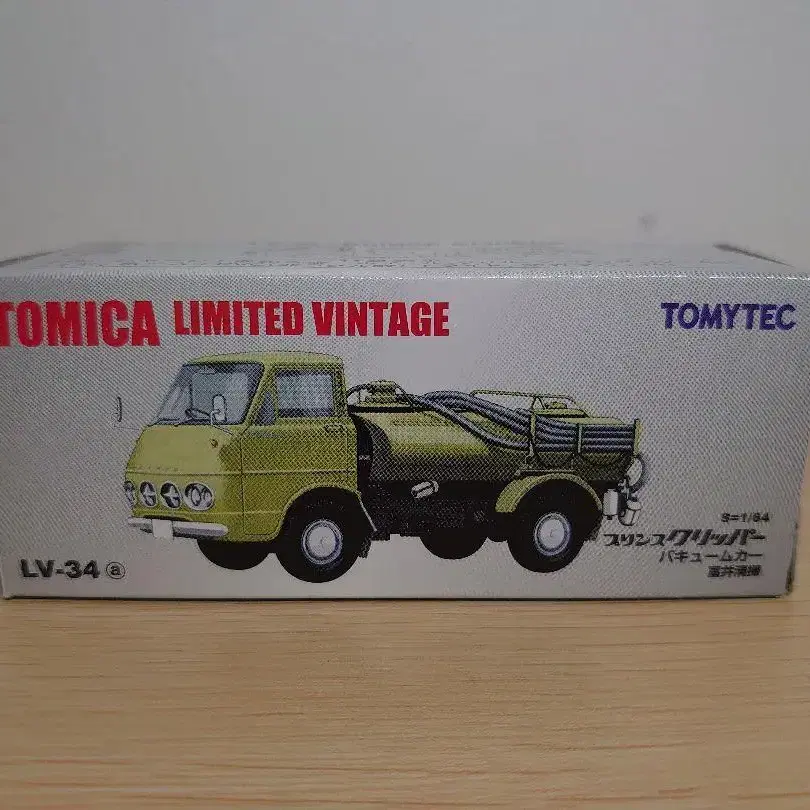 TOMICA LIMITED VINTAGE
TOMYTEC
S=1/64
プリンスクリッパー
バキュームカー
LV-34 ⓐ